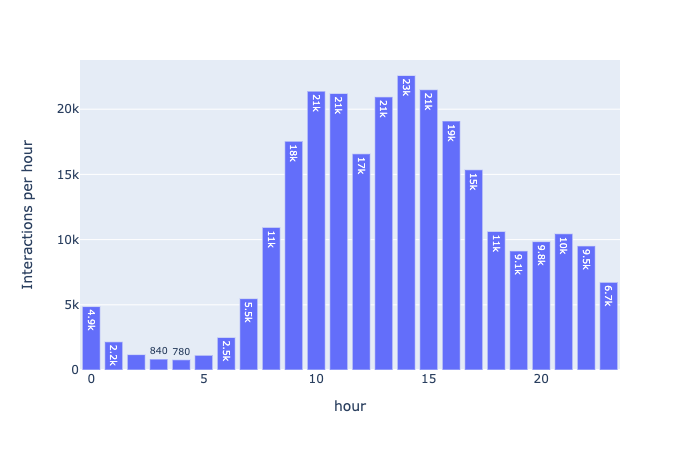 Interactions per hour
20k
15k
10k
5k
0
4.9k
2.2k
840
780
2.5k
5.5k
11k
18k
21k
21k
17k
21k
23k
21k
19k
15k
11k
9.1k
9.8k
10k
9.5k
6.7k
0
5
10
15
20
hour